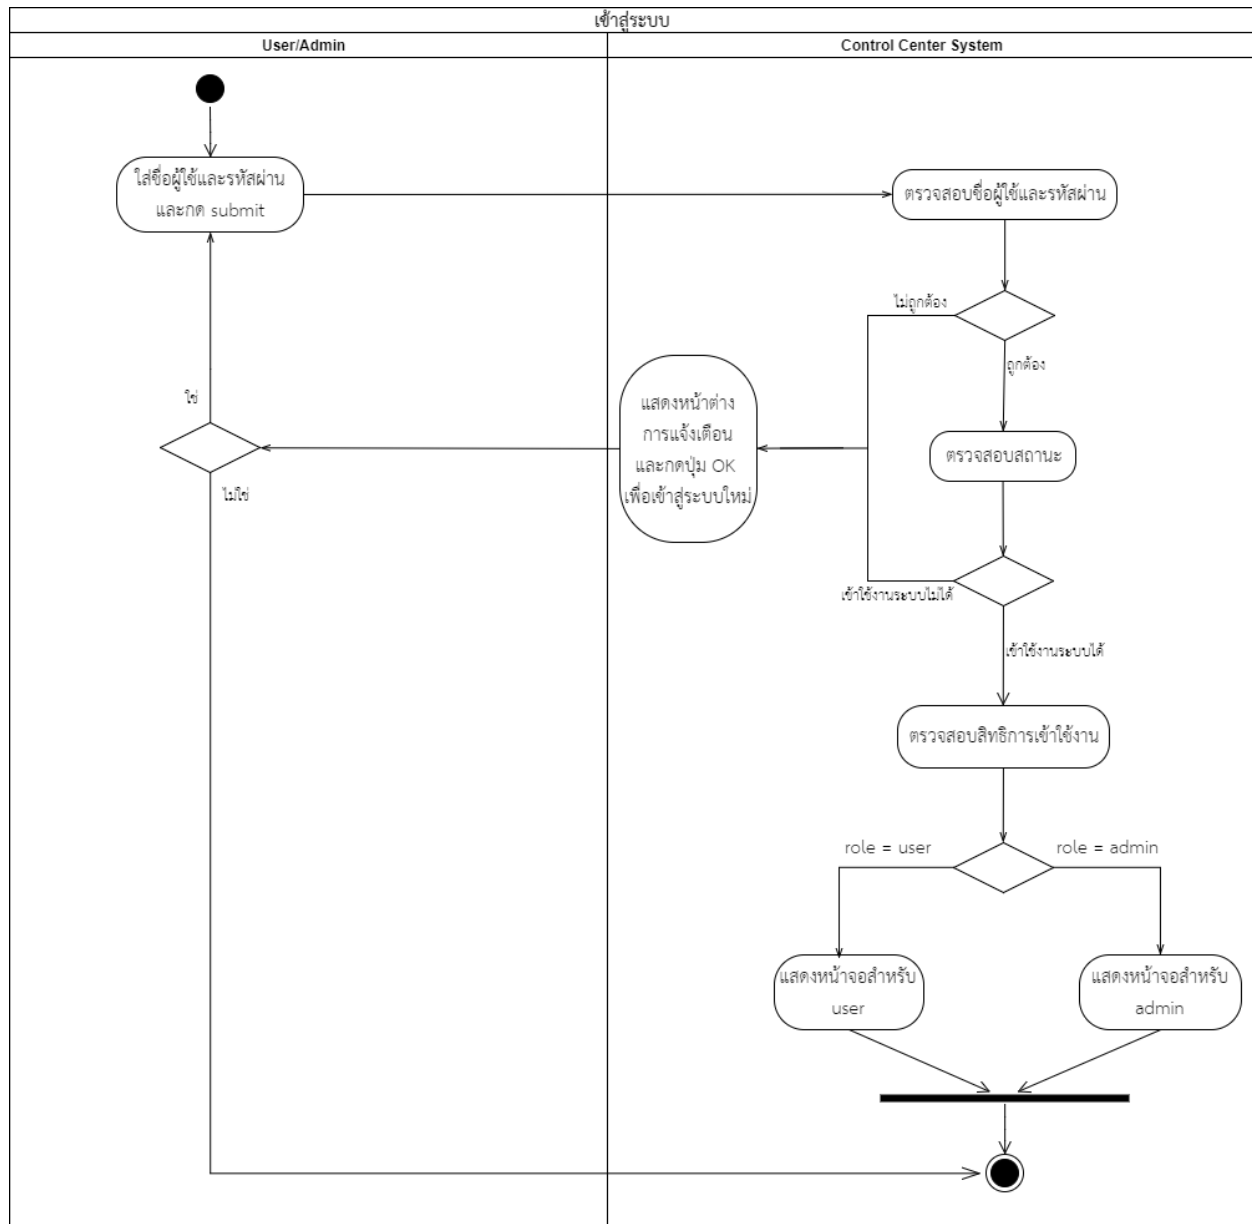 เข้าสู่ระบบ
User/Admin
Control Center System
ใส่ชื่อผู้ใช้และรหัสผ่าน
และกด submit
ตรวจสอบชื่อผู้ใช้และรหัสผ่าน
ไม่ถูกต้อง
ถูกต้อง
แสดงหน้าต่าง
การแจ้งเตือน
และกดปุ่ม OK
เพื่อเข้าสู่ระบบใหม่
ใช่
ไม่ใช่
ตรวจสอบสถานะ
เข้าใช้งานระบบไม่ได้
เข้าใช้งานระบบได้
ตรวจสอบสิทธิการเข้าใช้งาน
role = user
role = admin
แสดงหน้าจอสำหรับ
user
แสดงหน้าจอสำหรับ
admin